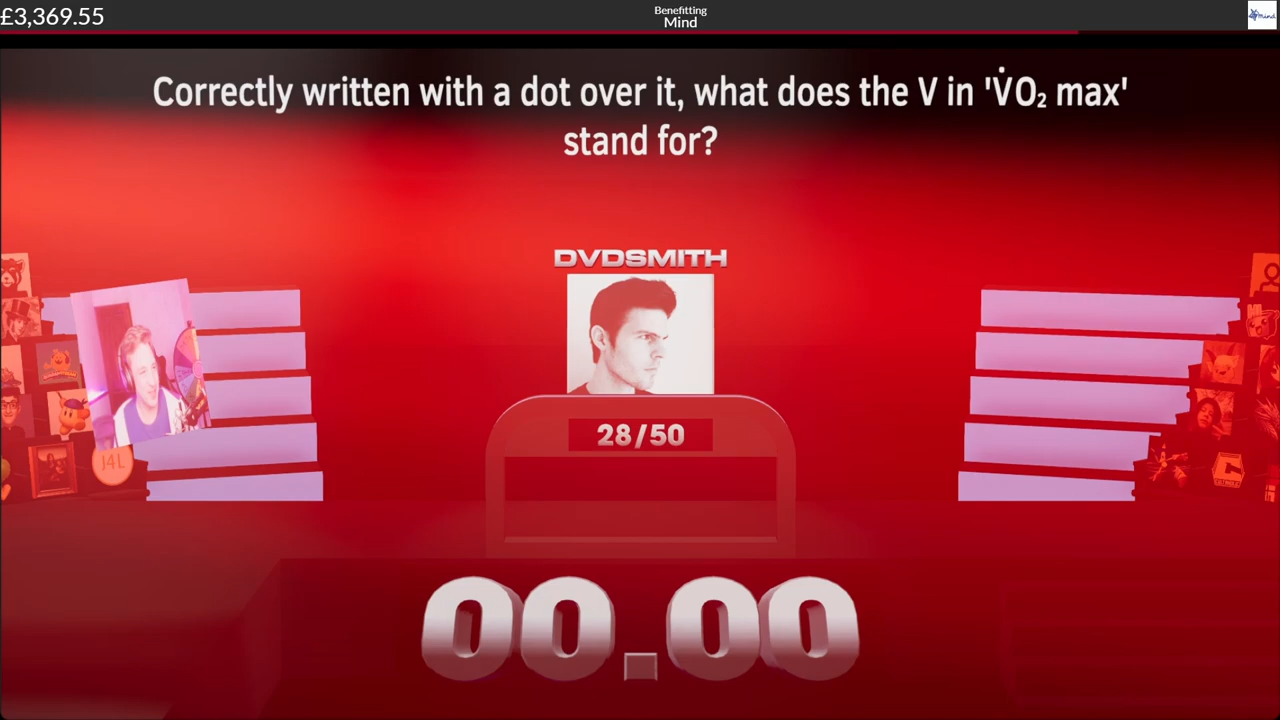 £3,369.55
Benefitting
Mind
mind
Correctly written with a dot over it, what does the V in 'V̇O₂ max'
stand for?
DVDSMITH
28/50
J4L
00.00